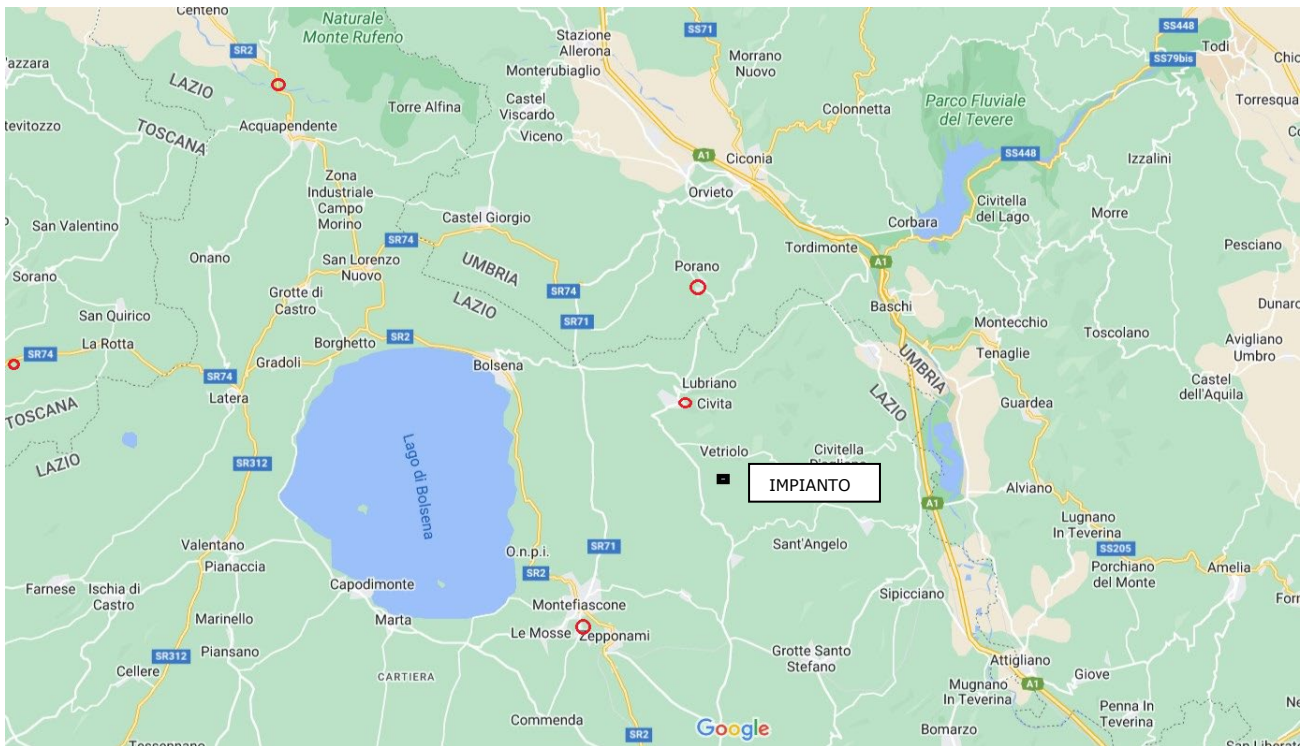 Centeno
SR2
Naturale
Monte Rufeno
'azzara
LAZIO
TOSCANA
tevitozzo
Acquapendente
Torre Alfina
Stazione
Allerona
Monterubiaglio
SS71
Morrano
Nuovo
Castel
Viscardo
Viceno
Colonnetta
Parco Fluviale
del Tevere
SS448
SS79bis
Todi
Chio
Torresqua
A1
Ciconia
Orvieto
SS448
Izzalini
Zona
Industriale
Campo
Morino
Castel Giorgio
San Valentino
Onano
SR74
San Lorenzo
Nuovo
UMBRIA
LAZIO
SR74
SR71
Porano
Tordimonte
Corbara
Civitella
del Lago
Morre
A1
Pesciano
Baschi
Sorano
San Quirico
La Rotta
SR74
Grotte di
Castro
Borghetto
SR2
Gradoli
SR74
Latera
Bolsena
Lubriano
Civita
Montecchio
Tenaglie
Toscolano
Dunaro
Avigliano
Umbro
UMBRIA
LAZIO
Castel
dell'Aquila
Guardea
TOSCANA
LAZIO
SR312
Lago di Bolsena
Vetriolo
Civitella
IMPIANTO
A1
Alviano
Lugnano
In Teverina
Valentano
Pianaccia
O.n.p.i.
SR71
SR2
Sant'Angelo
SS205
Porchiano
del Monte
Amelia
Farnese
Ischia di
Castro
Capodimonte
Marta
Montefiascone
Le Mosse
Zepponami
Sipicciano
Marinello
Piansano
SR312
Cellere
CARTIERA
Grotte Santo
Stefano
Attigliano
A1
Giove
Mugnano
In Teverina
Penna In
Teverina
Commenda
Google
SR2
Bomarzo